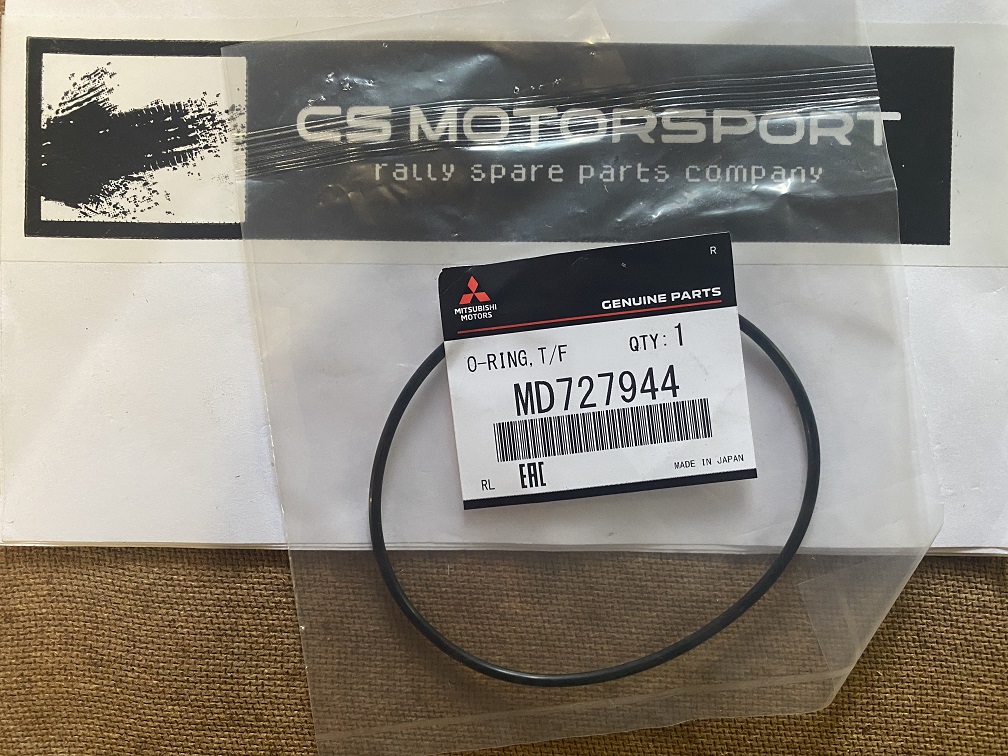 CS MOTORSPORT
rally spare parts company
R
MITSUBISHI
MOTORS
GENUINE PARTS
O-RING,T/F QTY:1
MD727944
RL EAC
MADE IN JAPAN